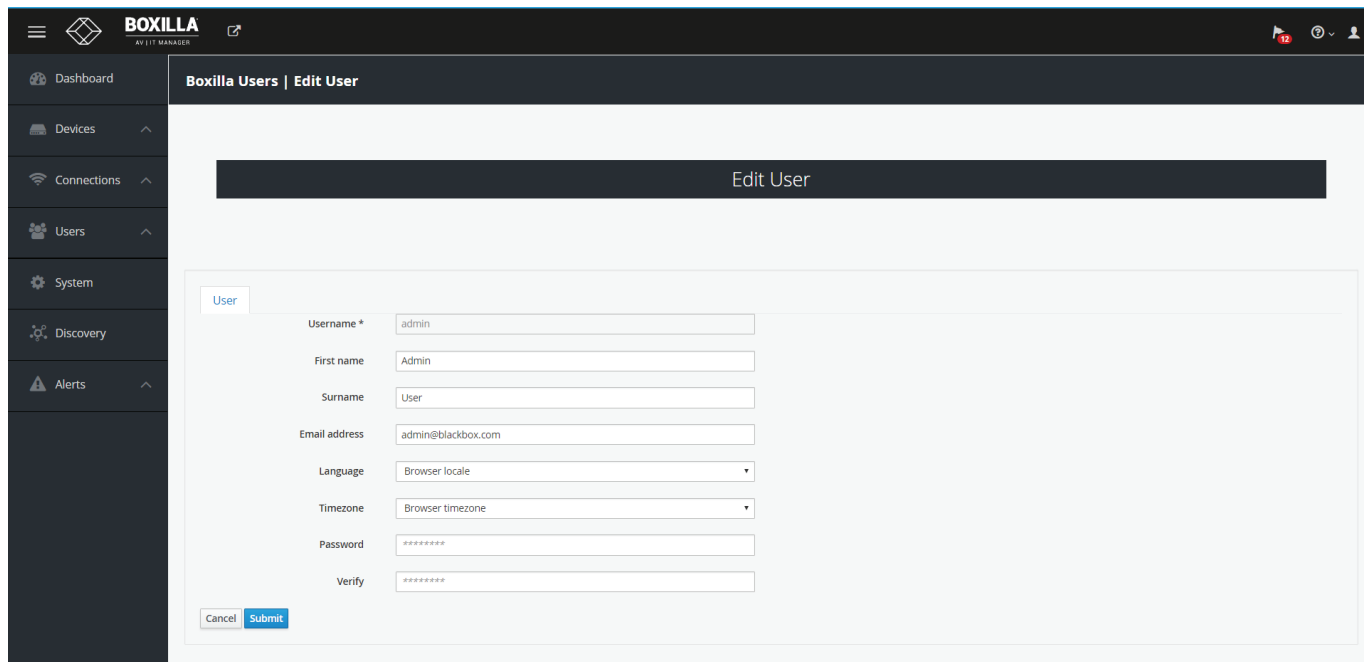 BOXILLA
AV | IT MANAGER
12
Dashboard
Devices
Connections
Users
System
Discovery
Alerts
Boxilla Users | Edit User
Edit User
User
Username * admin
First name Admin
Surname User
Email address admin@blackbox.com
Language Browser locale
Timezone Browser timezone
Password ********
Verify ********
Cancel Submit